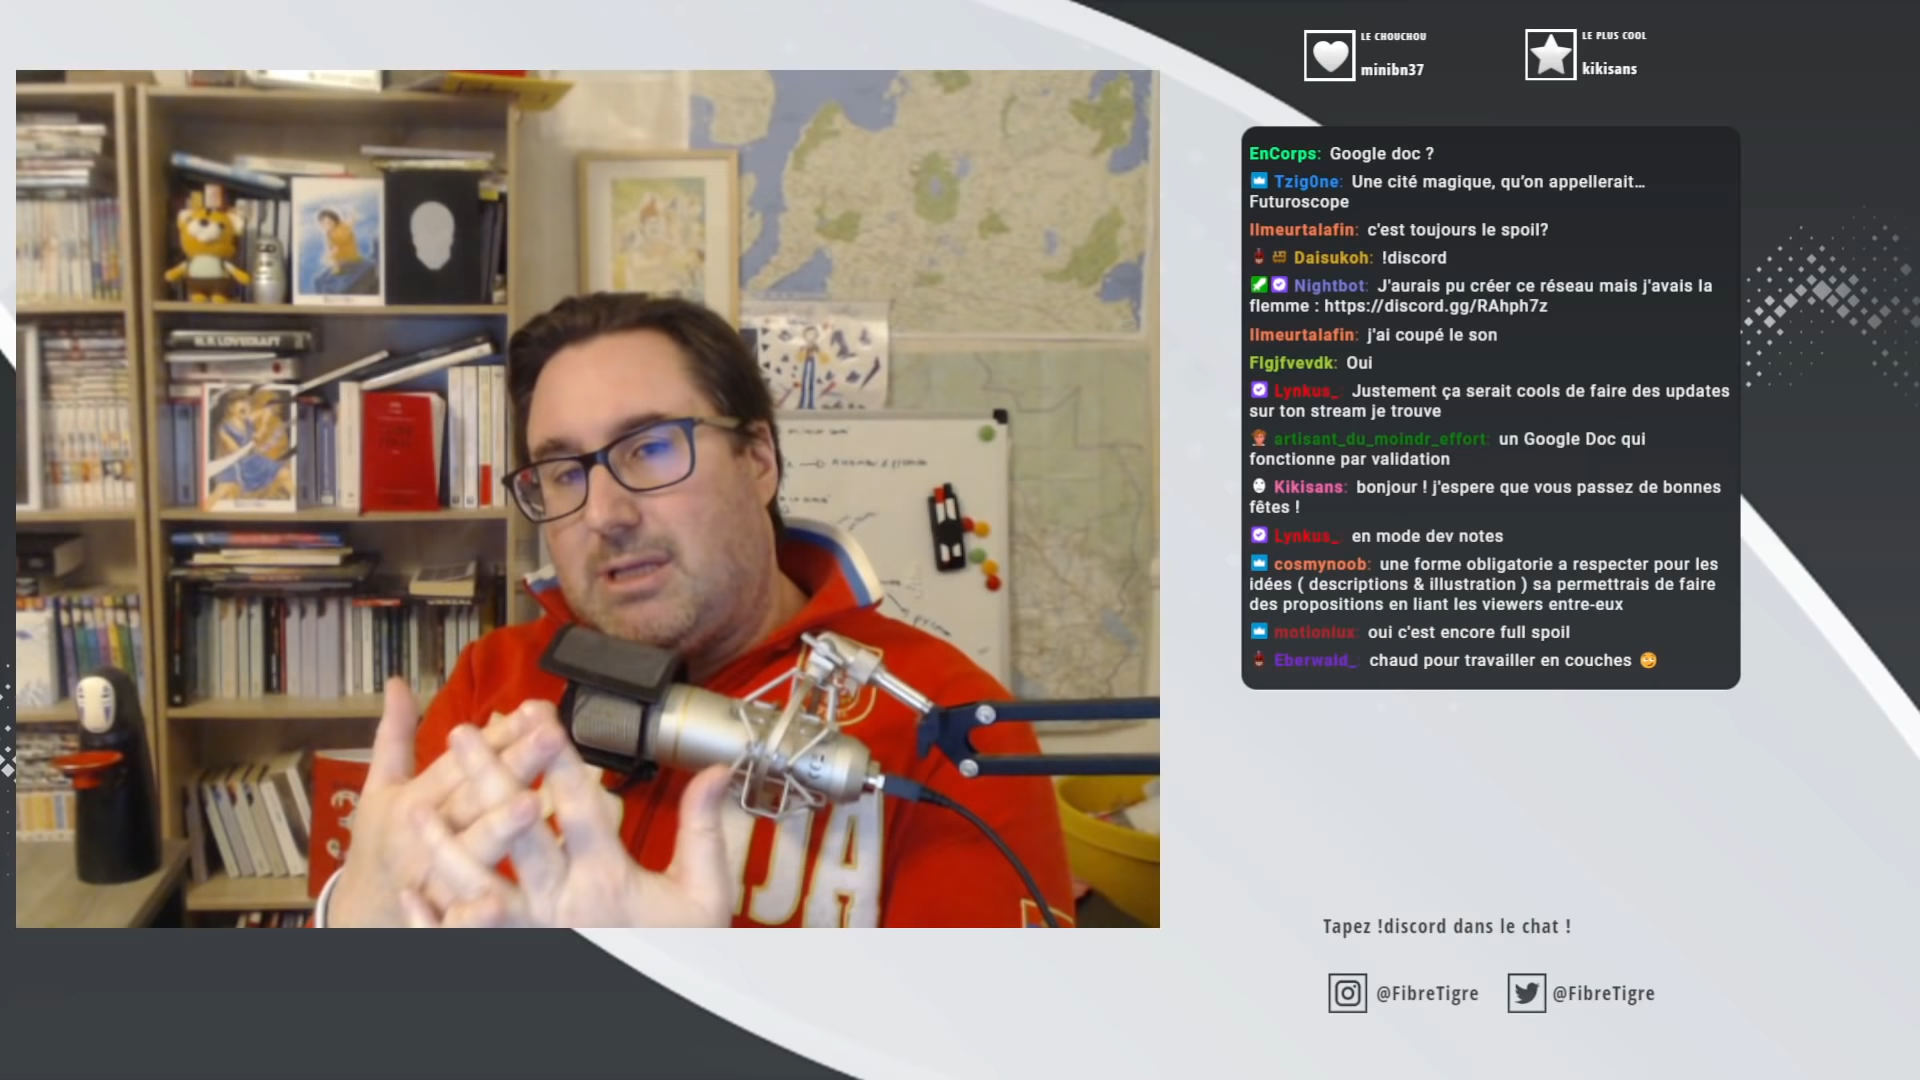 LE CHOUCHOU
minibn37
LE PLUS COOL
kikisans
EnCorps: Google doc ?
Tzig0ne: Une cité magique, qu'on appellerait…
Futuroscope
Ilmeurtalafin: c'est toujours le spoil?
Daisukoh: !discord
Nightbot: J'aurais pu créer ce réseau mais j'avais la
flemme : https://discord.gg/RAhph7z
Ilmeurtalafin: j'ai coupé le son
Flgjfvevdk: Oui
Lynkus_: Justement ça serait cools de faire des updates
sur ton stream je trouve
artisant_du_moindr_effort: un Google Doc qui
fonctionne par validation
Kikisans: bonjour ! j'espere que vous passez de bonnes
fêtes !
Lynkus_: en mode dev notes
cosmynoob: une forme obligatorie a respecter pour les
idées ( descriptions & illustration ) sa permettrais de faire
des propositions en liant les viewers entre-eux
motionlux: oui c'est encore full spoil
Eberwald_: chaud pour travailler en couches
Tapez !discord dans le chat !
@FibreTigre
@FibreTigre
H.P. LOVECRAFT